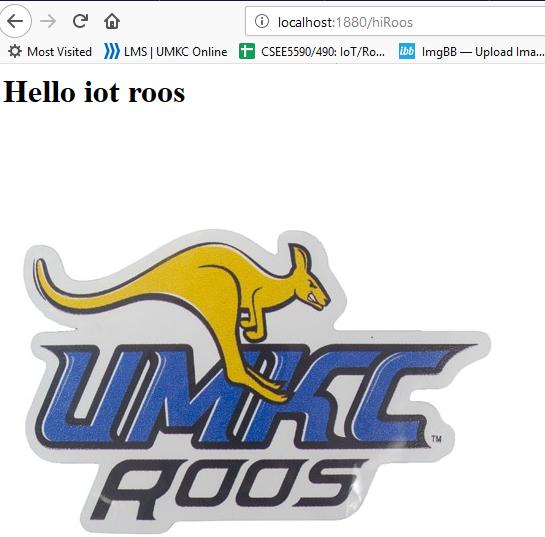 localhost:1880/hiRoos
Most Visited LMS | UMKC Online CSEE5590/490: IoT/Ro... ibb ImgBB — Upload Ima...
Hello iot roos
UMKC
TM
ROOS